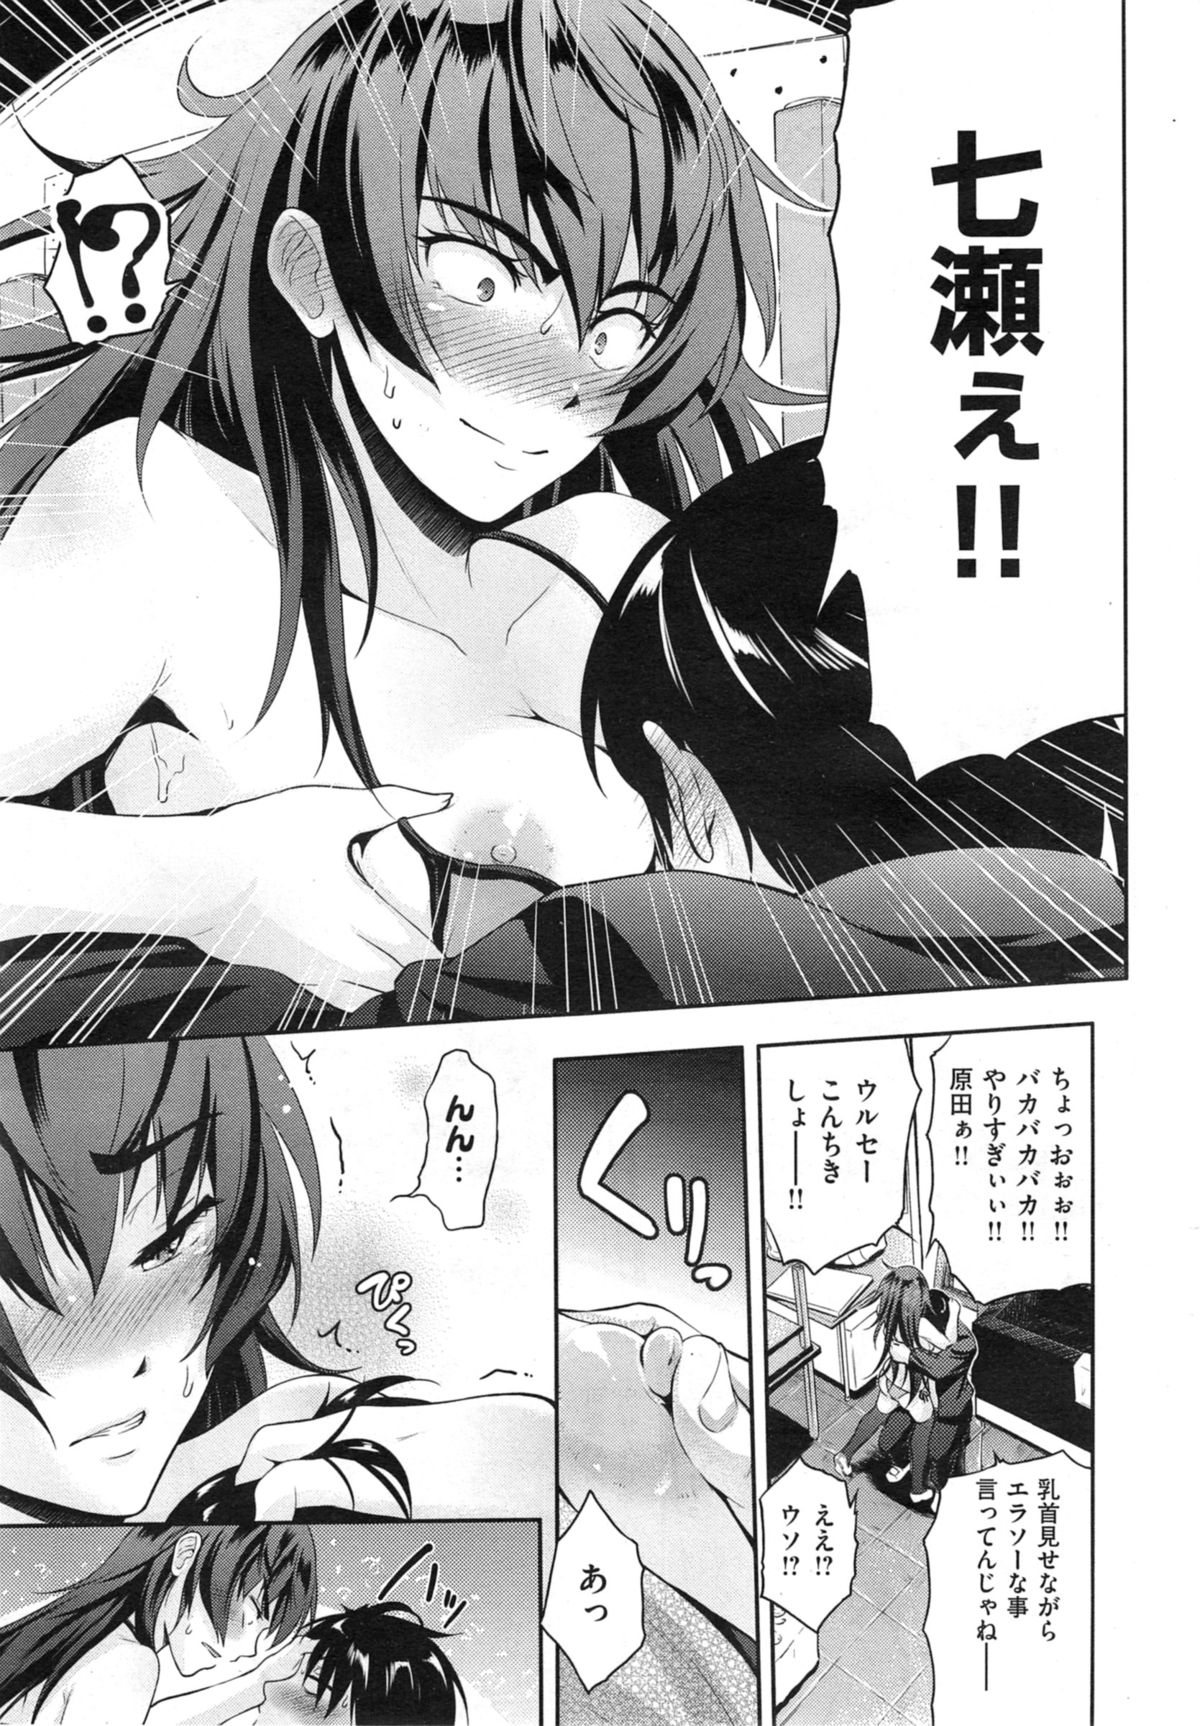 七瀬ぇ!!
!?
ちょっおぉぉ!!
バカバカバカ!!
やりすぎぃぃ!!
原田ぁ!!
ウルセー
こんちき
しょ――!!
乳首見せながら
エラソーな事
言ってんじゃね――
ええ!?
ウソ!?
くにっ
あっ
んん…
ぴくっ